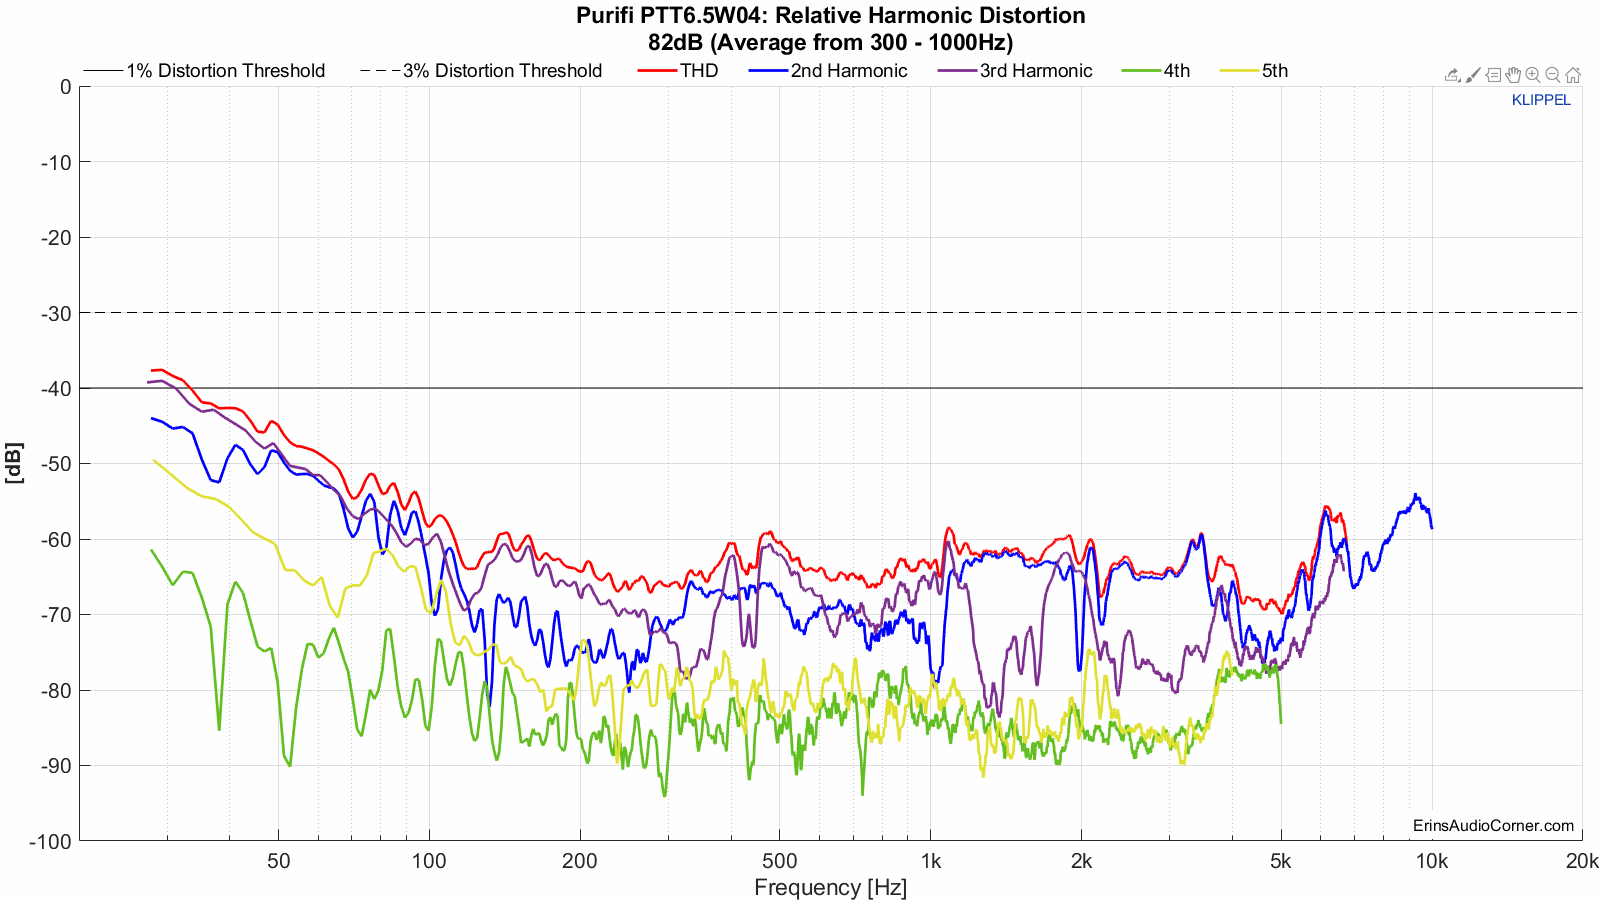 Purifi PTT6.5W04: Relative Harmonic Distortion
82dB (Average from 300 - 1000Hz)
1% Distortion Threshold 3% Distortion Threshold THD 2nd Harmonic 3rd Harmonic 4th 5th
KLIPPEL
0
-10
-20
-30
-40
-50
-60
-70
-80
-90
-100
[dB]
ErinsAudioCorner.com
50 100 200 500 1k 2k 5k 10k 20k
Frequency [Hz]